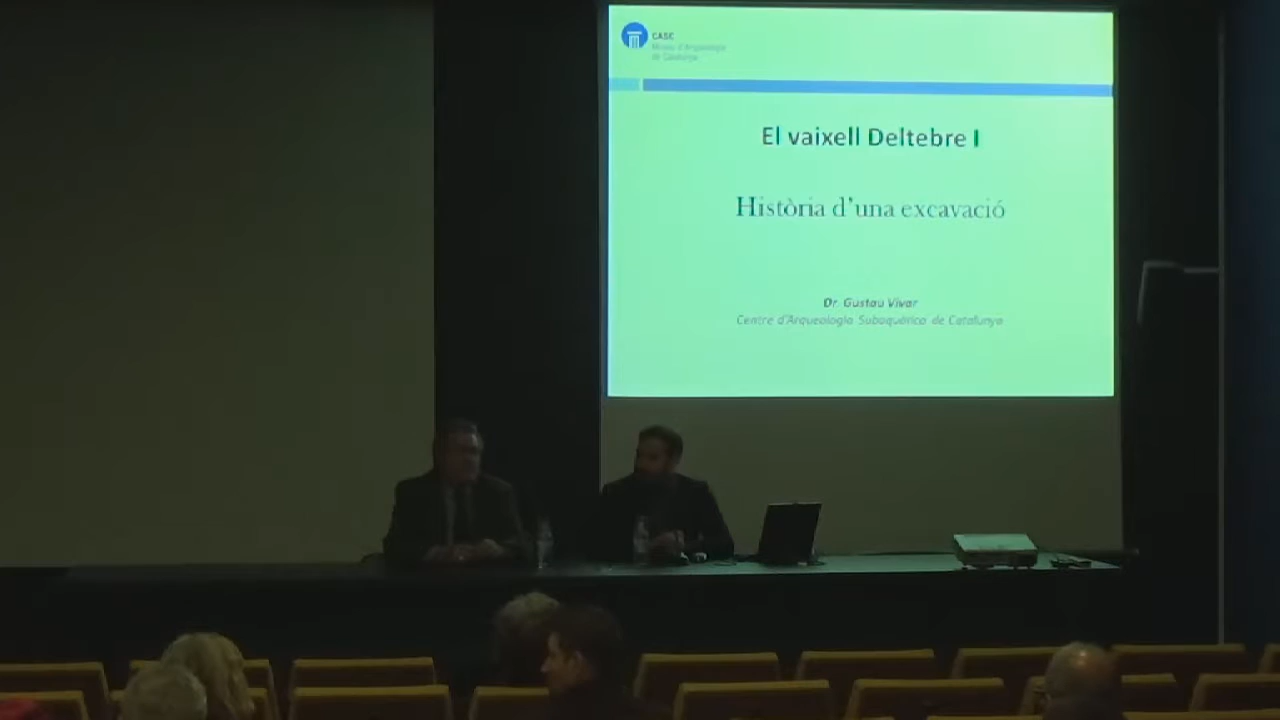 CASC
Museu d'Arqueologia
de Catalunya
El vaixell Deltebre I
Història d'una excavació
Dr. Gustau Vivar
Centre d'Arqueologia Subaquàtica de Catalunya